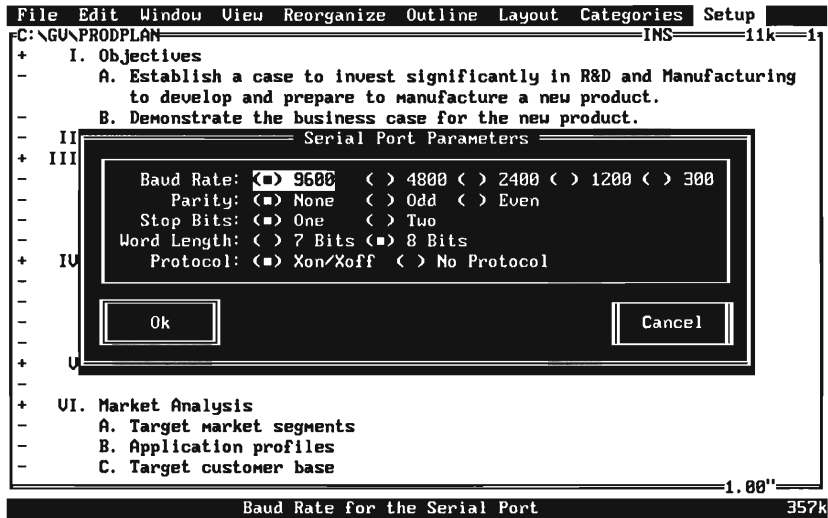 File Edit Window View Reorganize Outline Layout Categories Setup
C:\GV\PRODPLAN INS 11k 1
+ I. Objectives
- A. Establish a case to invest significantly in R&D and Manufacturing
to develop and prepare to manufacture a new product.
- B. Demonstrate the business case for the new product.
- II
Serial Port Parameters
+ III
- Baud Rate: (■) 9600 ( ) 4800 ( ) 2400 ( ) 1200 ( ) 300
- Parity: (■) None ( ) Odd ( ) Even
- Stop Bits: (■) One ( ) Two
- Word Length: ( ) 7 Bits (■) 8 Bits
+ IV Protocol: (■) Xon/Xoff ( ) No Protocol
-
-
- Ok Cancel
-
+ V
-
+ VI. Market Analysis
- A. Target market segments
- B. Application profiles
- C. Target customer base
1.00"
Baud Rate for the Serial Port 357k